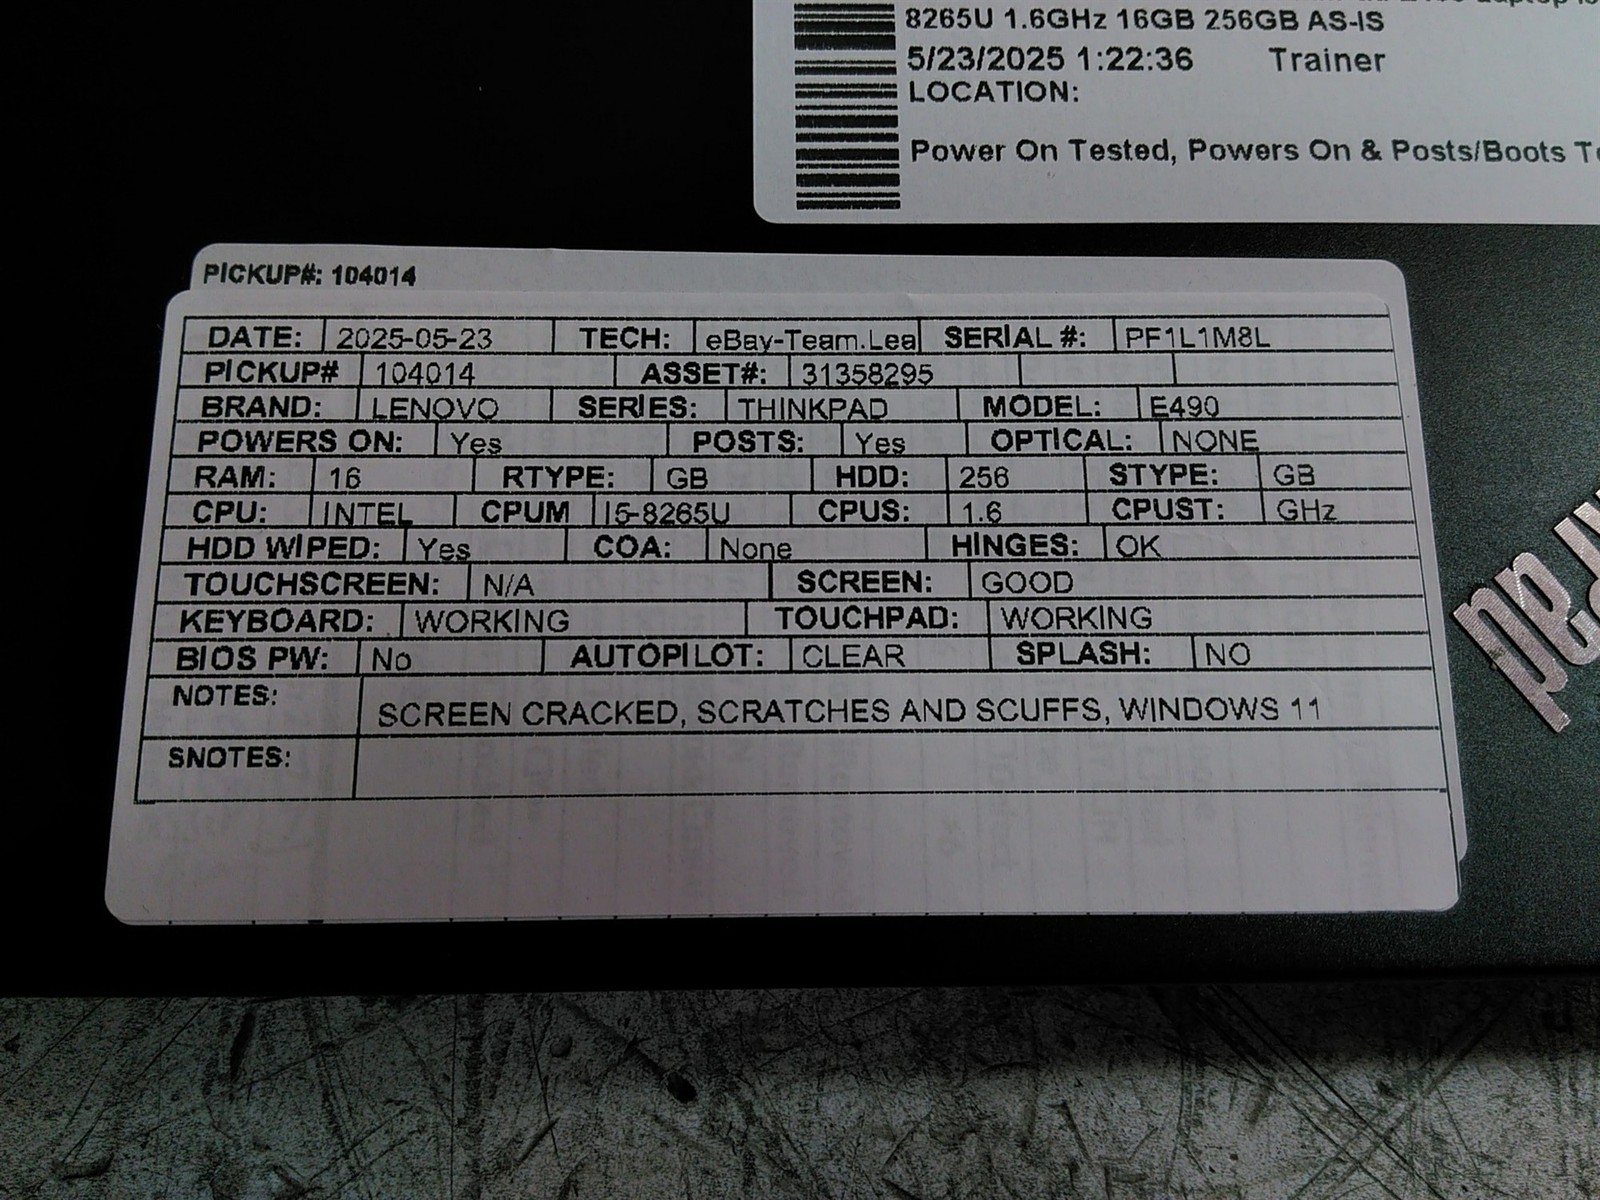 8265U 1.6GHz 16GB 256GB AS-IS
5/23/2025 1:22:36 Trainer
LOCATION:
Power On Tested, Powers On & Posts/Boots
PICKUP#: 104014
DATE: 2025-05-23 TECH: eBay-Team.Lea SERIAL #: PF1L1M8L
PICKUP# 104014 ASSET#: 31358295
BRAND: LENOVO SERIES: THINKPAD MODEL: E490
POWERS ON: Yes POSTS: Yes OPTICAL: NONE
RAM: 16 RTYPE: GB HDD: 256 STYPE: GB
CPU: INTEL CPUM I5-8265U CPUS: 1.6 CPUST: GHz
HDD WIPED: Yes COA: None HINGES: OK
TOUCHSCREEN: N/A SCREEN: GOOD
KEYBOARD: WORKING TOUCHPAD: WORKING
BIOS PW: No AUTOPILOT: CLEAR SPLASH: NO
NOTES: SCREEN CRACKED, SCRATCHES AND SCUFFS, WINDOWS 11
SNOTES: